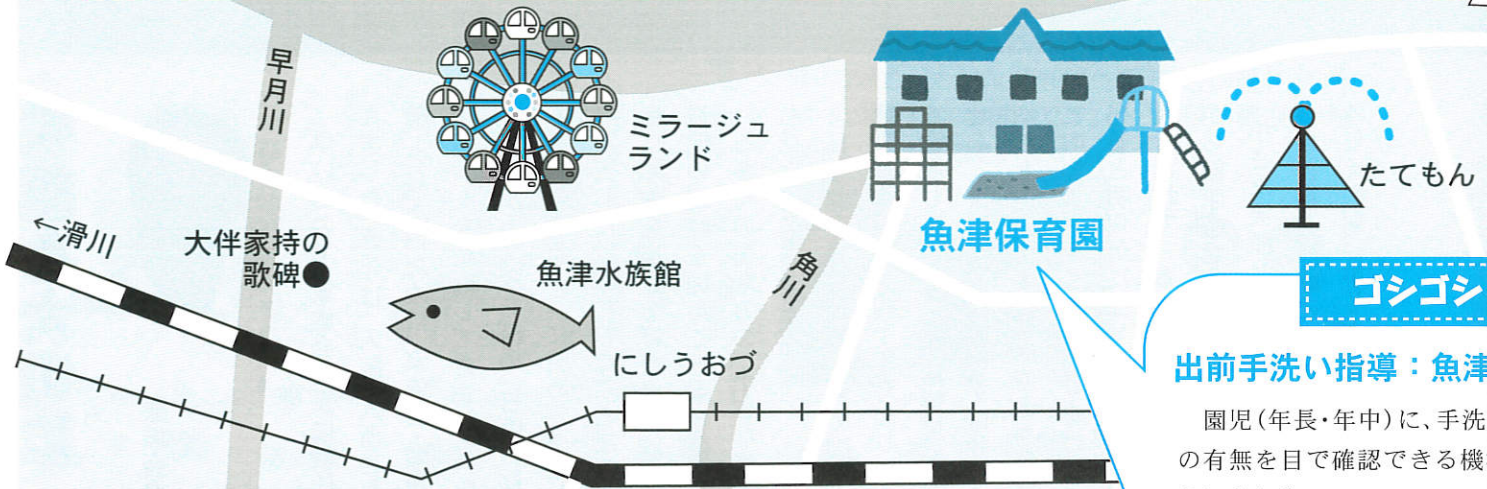 早月川
ミラージュ
ランド
たてもん
魚津保育園
←滑川
大伴家持の
歌碑●
魚津水族館
角川
にしうおづ
ゴシゴシ
出前手洗い指導：魚津
園児(年長・年中)に、手洗
の有無を目で確認できる機